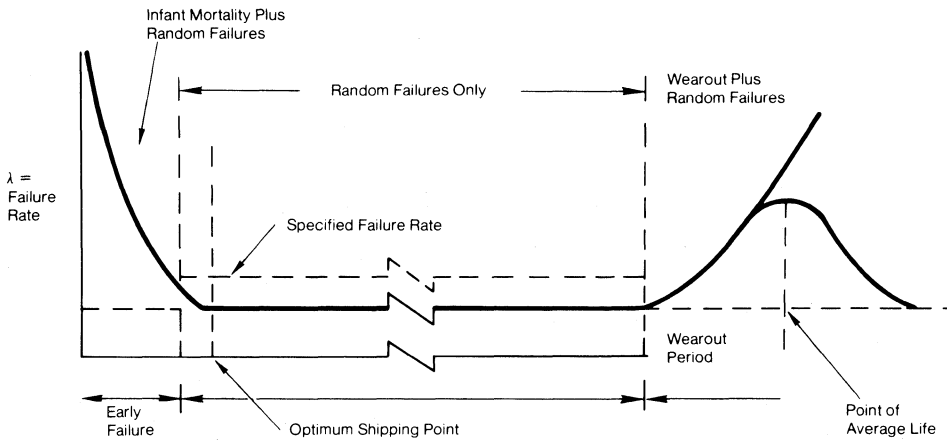 Infant Mortality Plus
Random Failures
Random Failures Only
Wearout Plus
Random Failures
λ =
Failure
Rate
Specified Failure Rate
Wearout
Period
Early
Failure
Optimum Shipping Point
Point of
Average Life